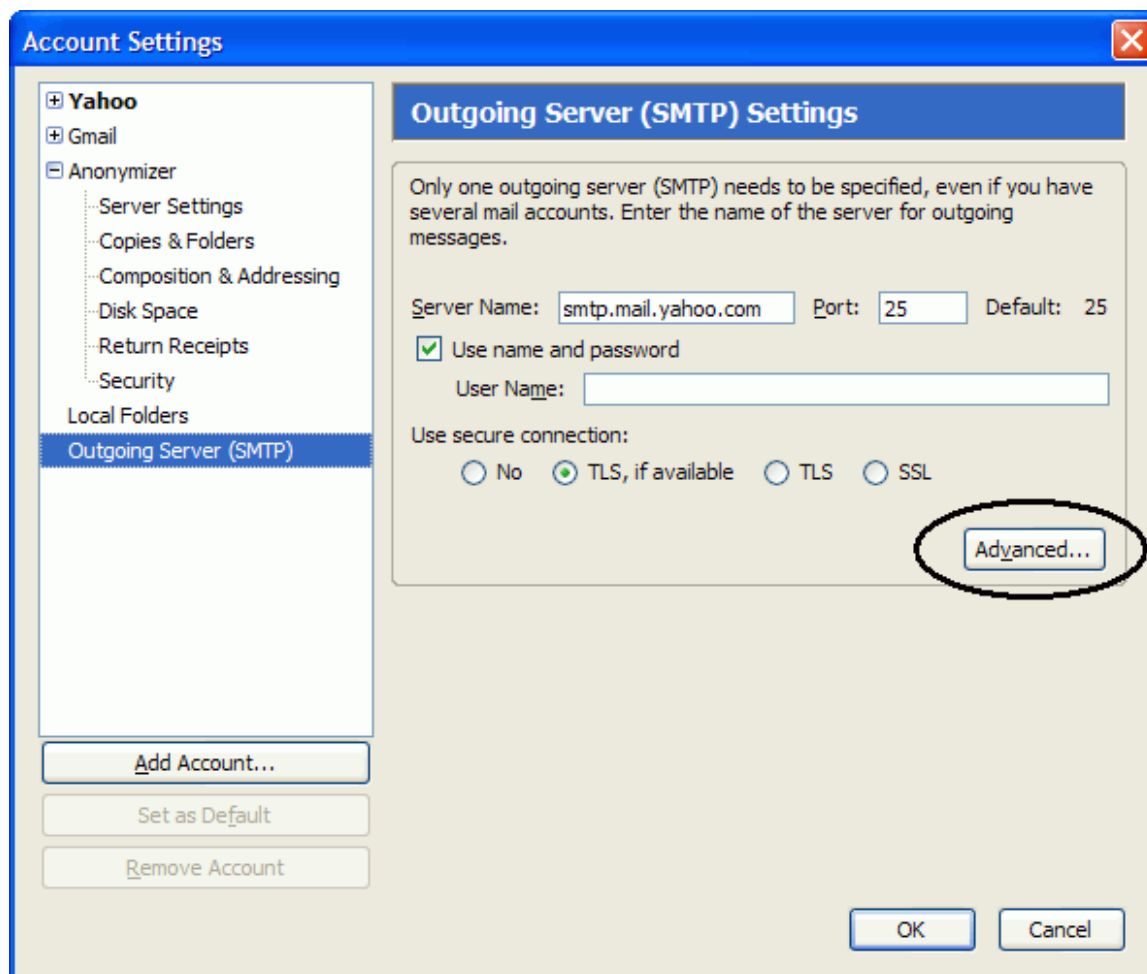 Account Settings
Yahoo
Gmail
Anonymizer
Server Settings
Copies & Folders
Composition & Addressing
Disk Space
Return Receipts
Security
Local Folders
Outgoing Server (SMTP)
Add Account...
Set as Default
Remove Account
Outgoing Server (SMTP) Settings
Only one outgoing server (SMTP) needs to be specified, even if you have
several mail accounts. Enter the name of the server for outgoing
messages.
Server Name: smtp.mail.yahoo.com Port: 25 Default: 25
Use name and password
User Name:
Use secure connection:
No TLS, if available TLS SSL
Advanced...
OK Cancel